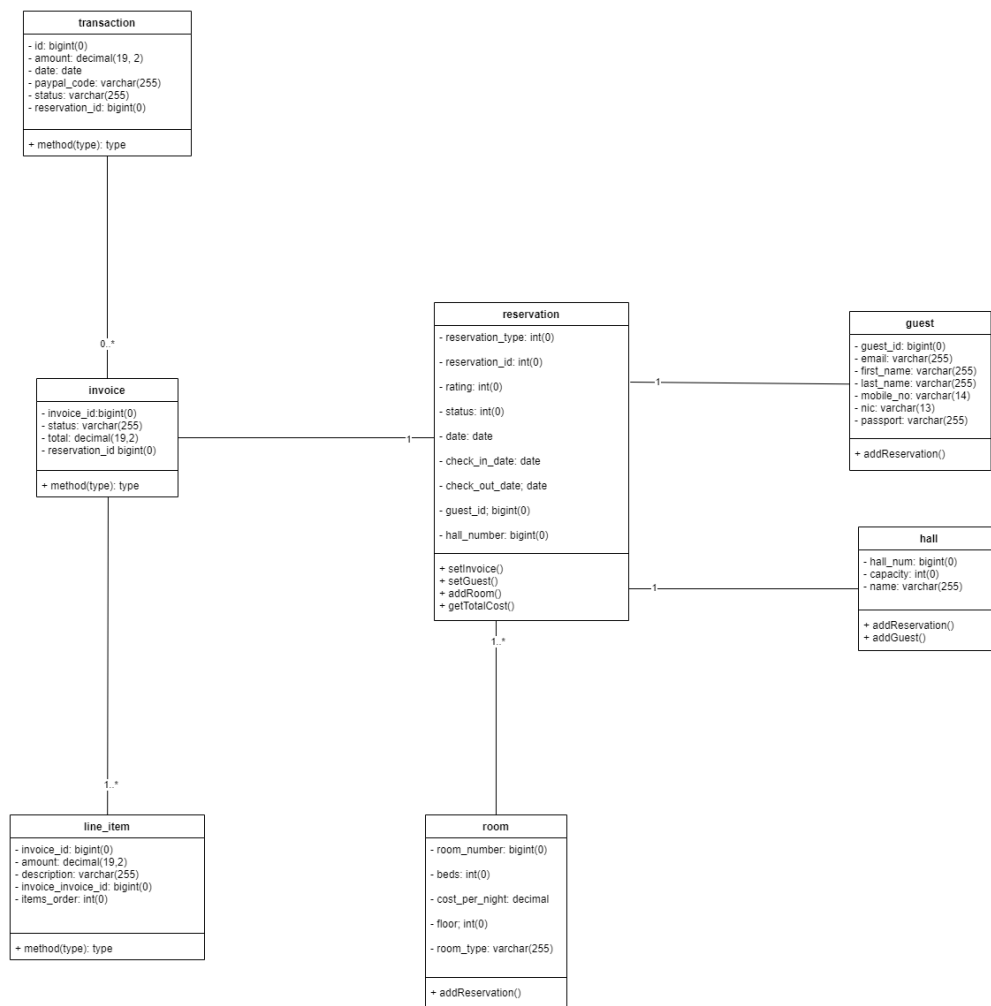 transaction
- id: bigint(0)
- amount: decimal(19, 2)
- date: date
- paypal_code: varchar(255)
- status: varchar(255)
- reservation_id: bigint(0)
+ method(type): type
0..*
invoice
- invoice_id:bigint(0)
- status: varchar(255)
- total: decimal(19,2)
- reservation_id bigint(0)
+ method(type): type
1
reservation
- reservation_type: int(0)
- reservation_id: int(0)
- rating: int(0)
- status: int(0)
- date: date
- check_in_date: date
- check_out_date; date
- guest_id; bigint(0)
- hall_number: bigint(0)
+ setInvoice()
+ setGuest()
+ addRoom()
+ getTotalCost()
1
guest
- guest_id: bigint(0)
- email: varchar(255)
- first_name: varchar(255)
- last_name: varchar(255)
- mobile_no: varchar(14)
- nic: varchar(13)
- passport: varchar(255)
+ addReservation()
1
hall
- hall_num: bigint(0)
- capacity: int(0)
- name: varchar(255)
+ addReservation()
+ addGuest()
1..*
1..*
line_item
- invoice_id: bigint(0)
- amount: decimal(19,2)
- description: varchar(255)
- invoice_invoice_id: bigint(0)
- items_order: int(0)
+ method(type): type
room
- room_number: bigint(0)
- beds: int(0)
- cost_per_night: decimal
- floor; int(0)
- room_type: varchar(255)
+ addReservation()